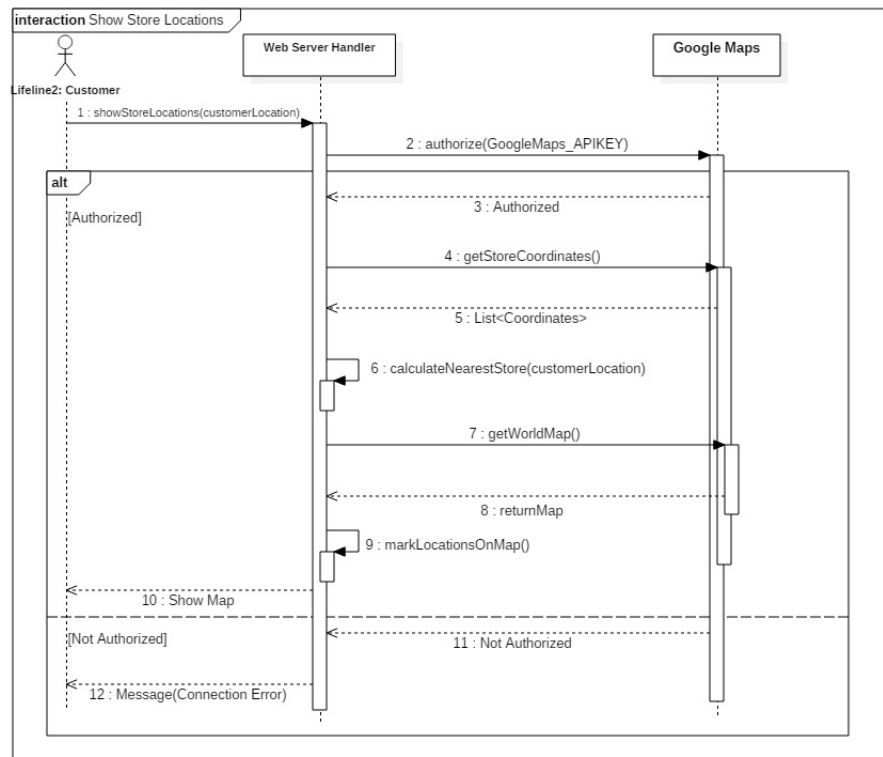 interaction Show Store Locations
Web Server Handler
Google Maps
Lifeline2: Customer
1 : showStoreLocations(customerLocation)
2 : authorize(GoogleMaps_APIKEY)
alt
3 : Authorized
[Authorized]
4 : getStoreCoordinates()
5 : List<Coordinates>
6 : calculateNearestStore(customerLocation)
7 : getWorldMap()
8 : returnMap
9 : markLocationsOnMap()
10 : Show Map
[Not Authorized]
11 : Not Authorized
12 : Message(Connection Error)